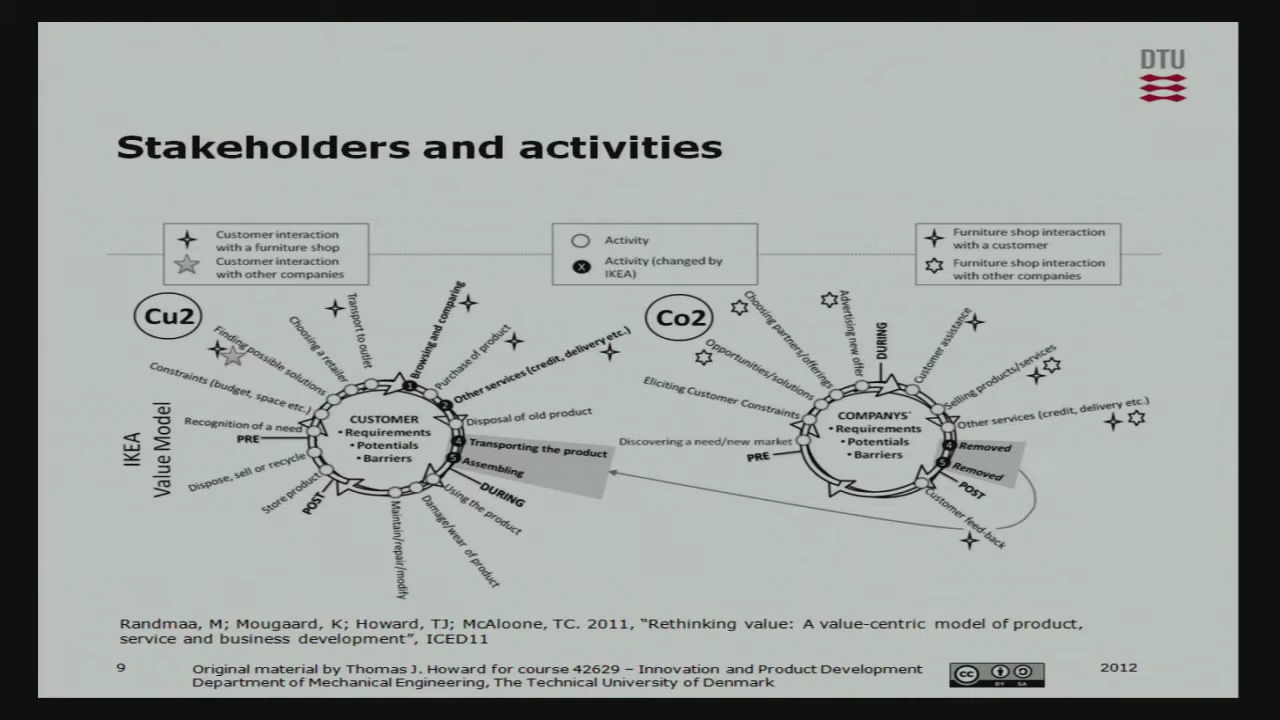 DTU
Stakeholders and activities
Customer interaction
with a furniture shop
Customer interaction
with other companies
Activity
X
Activity (changed by
IKEA)
Furniture shop interaction
with a customer
Furniture shop interaction
with other companies
IKEA
Value Model
Cu2
PRE
Recognition of a need
Constraints (budget, space etc.)
Finding possible solutions
Choosing a retailer
Transport to outlet
Browsing and comparing
Purchase of product
Other services (credit, delivery etc.)
Disposal of old product
Transporting the product
Assembling
DURING
Using the product
Damage/wear of product
Maintain/repair/modify
POST
Store product
Dispose, sell or recycle
CUSTOMER
•Requirements
•Potentials
•Barriers
1
2
4
5
Co2
PRE
Discovering a need/new market
Eliciting Customer Constraints
Opportunities/solutions
Choosing partners/offerings
Advertising new offer
DURING
Customer assistance
Selling products/services
Other services (credit, delivery etc.)
Removed
Removed
POST
Customer feed-back
COMPANYS`
•Requirements
•Potentials
•Barriers
4
5
Randmaa, M; Mougaard, K; Howard, TJ; McAloone, TC. 2011, “Rethinking value: A value-centric model of product,
service and business development”, ICED11
9
Original material by Thomas J. Howard for course 42629 – Innovation and Product Development
Department of Mechanical Engineering, The Technical University of Denmark
cc
BY SA
2012